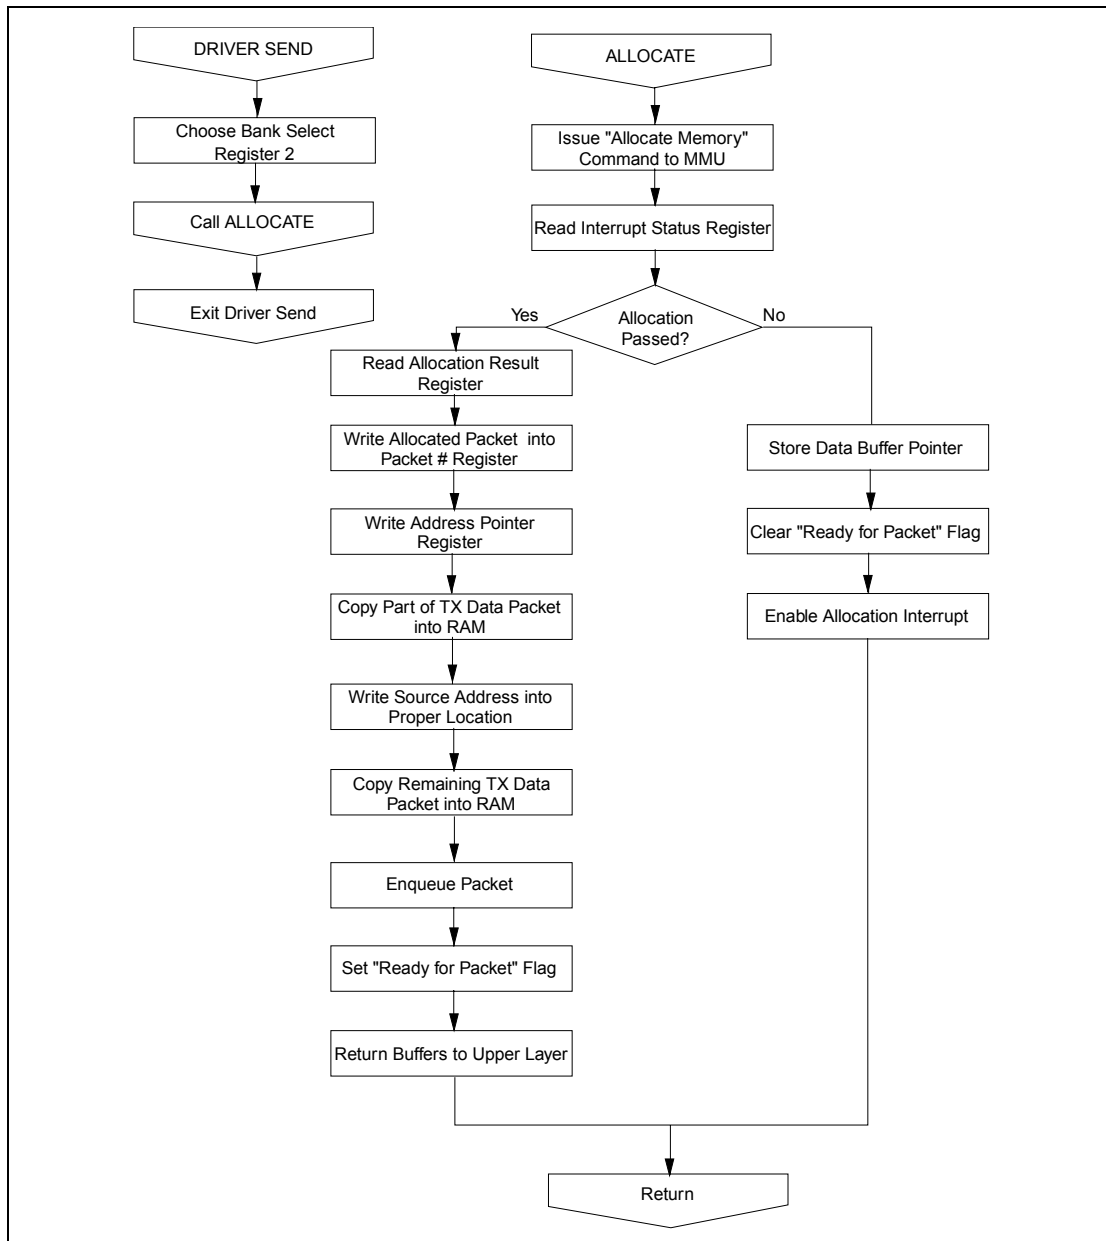 DRIVER SEND
Choose Bank Select
Register 2
Call ALLOCATE
Exit Driver Send
ALLOCATE
Issue "Allocate Memory"
Command to MMU
Read Interrupt Status Register
Allocation
Passed?
Yes
No
Read Allocation Result
Register
Write Allocated Packet into
Packet # Register
Write Address Pointer
Register
Copy Part of TX Data Packet
into RAM
Write Source Address into
Proper Location
Copy Remaining TX Data
Packet into RAM
Enqueue Packet
Set "Ready for Packet" Flag
Return Buffers to Upper Layer
Store Data Buffer Pointer
Clear "Ready for Packet" Flag
Enable Allocation Interrupt
Return